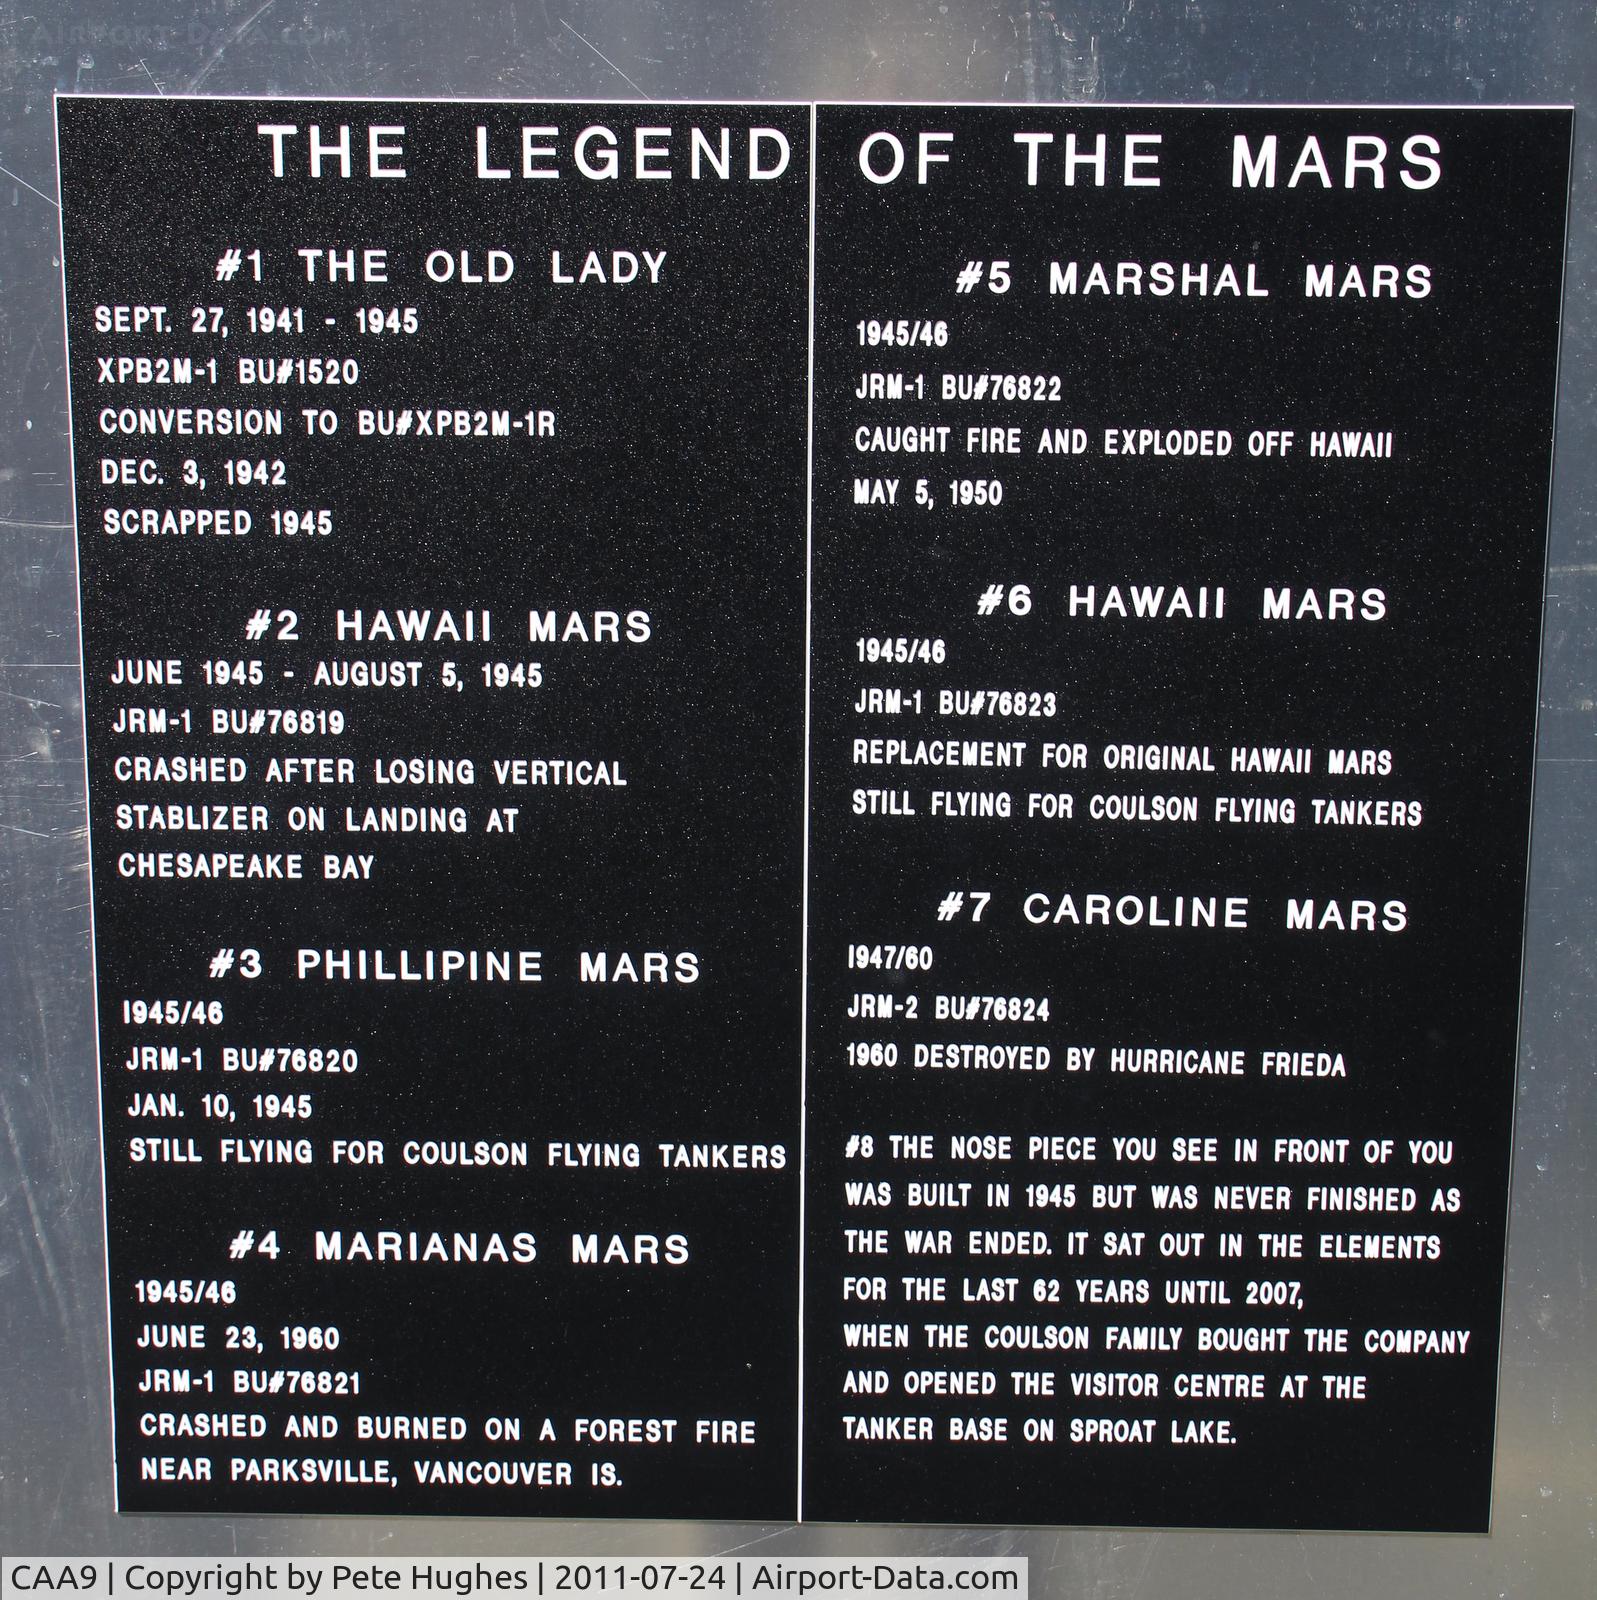 AIRPORT-DATA.COM
THE LEGEND OF THE MARS
#1 THE OLD LADY
SEPT. 27, 1941 - 1945
XPB2M-1 BU#1520
CONVERSION TO BU#XPB2M-1R
DEC. 3, 1942
SCRAPPED 1945
#2 HAWAII MARS
JUNE 1945 - AUGUST 5, 1945
JRM-1 BU#76819
CRASHED AFTER LOSING VERTICAL
STABLIZER ON LANDING AT
CHESAPEAKE BAY
#3 PHILLIPINE MARS
1945/46
JRM-1 BU#76820
JAN. 10, 1945
STILL FLYING FOR COULSON FLYING TANKERS
#4 MARIANAS MARS
1945/46
JUNE 23, 1960
JRM-1 BU#76821
CRASHED AND BURNED ON A FOREST FIRE
NEAR PARKSVILLE, VANCOUVER IS.
#5 MARSHAL MARS
1945/46
JRM-1 BU#76822
CAUGHT FIRE AND EXPLODED OFF HAWAII
MAY 5, 1950
#6 HAWAII MARS
1945/46
JRM-1 BU#76823
REPLACEMENT FOR ORIGINAL HAWAII MARS
STILL FLYING FOR COULSON FLYING TANKERS
#7 CAROLINE MARS
1947/60
JRM-2 BU#76824
1960 DESTROYED BY HURRICANE FRIEDA
#8 THE NOSE PIECE YOU SEE IN FRONT OF YOU
WAS BUILT IN 1945 BUT WAS NEVER FINISHED AS
THE WAR ENDED. IT SAT OUT IN THE ELEMENTS
FOR THE LAST 62 YEARS UNTIL 2007,
WHEN THE COULSON FAMILY BOUGHT THE COMPANY
AND OPENED THE VISITOR CENTRE AT THE
TANKER BASE ON SPROAT LAKE.
CAA9 | Copyright by Pete Hughes | 2011-07-24 | Airport-Data.com